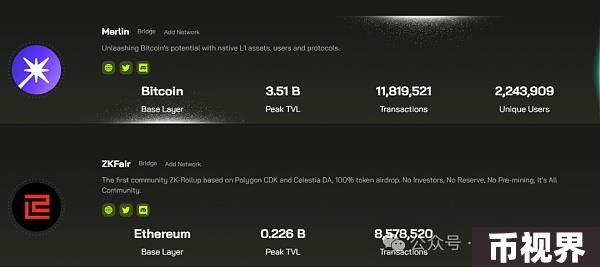 Merlin Bridge Add Network
Unleashing Bitcoin's potential with native L1 assets, users and protocols.
Bitcoin 3.51 B 11,819,521 2,243,909
Base Layer Peak TVL Transactions Unique Users
ZKFair Bridge Add Network
The first community ZK-Rollup based on Polygon CDK and Celestia DA, 100% token airdrop. No Investors, No Reserve, No Pre-mining, It's All
Community.
Ethereum 0.226 B 8,578,520
Base Layer Peak TVL Transactions
公众号 ·
币视界